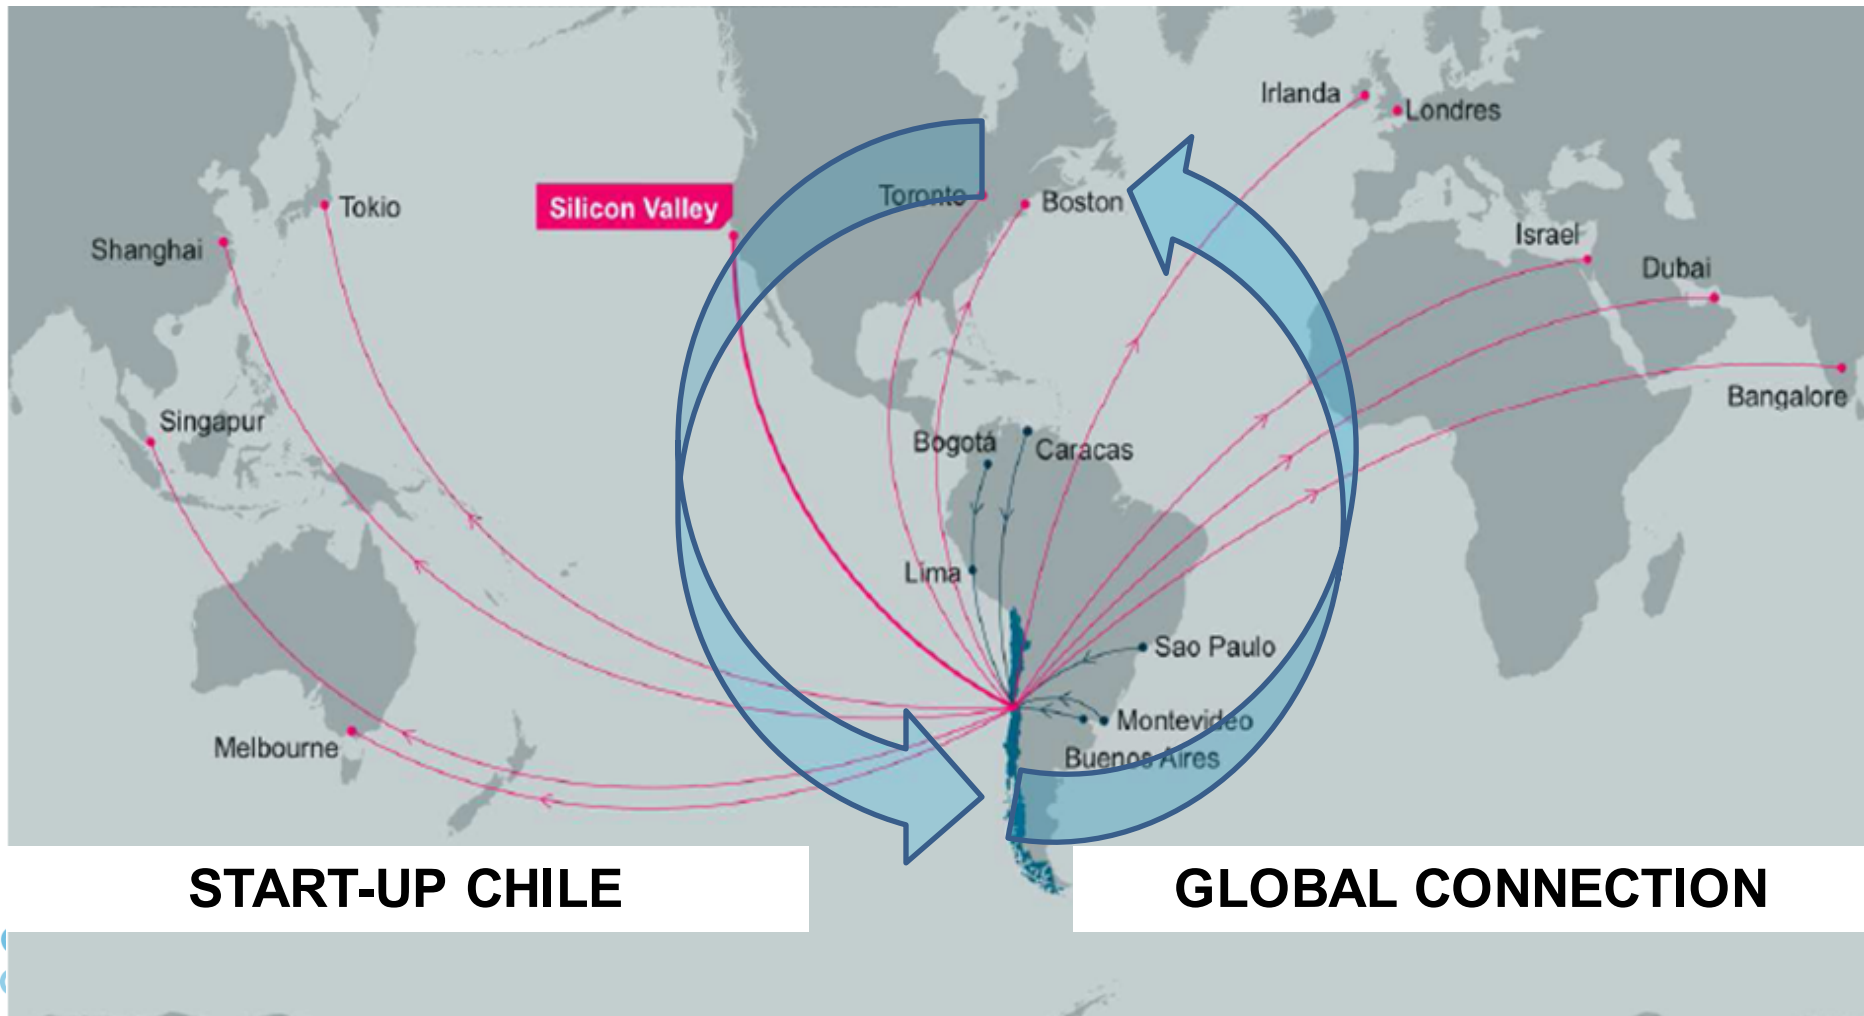 Irlanda
Londres
Toronto
Boston
Tokio
Silicon Valley
Shanghai
Israel
Dubai
Bangalore
Singapur
Bogotá
Caracas
Lima
Sao Paulo
Montevideo
Melbourne
Buenos Aires
START-UP CHILE
GLOBAL CONNECTION